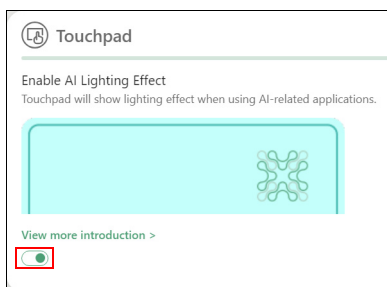 Touchpad
Enable AI Lighting Effect
Touchpad will show lighting effect when using AI-related applications.
View more introduction >